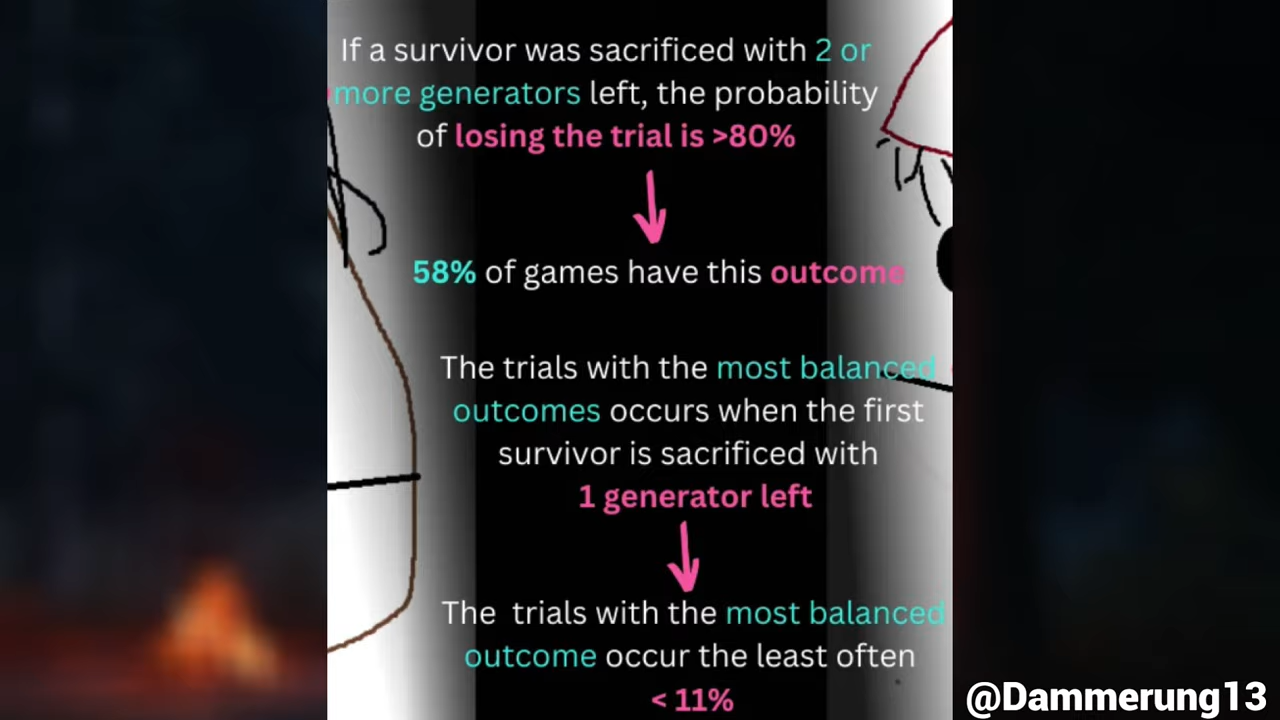 If a survivor was sacrificed with 2 or
more generators left, the probability
of losing the trial is >80%
58% of games have this outcome
The trials with the most balanced
outcomes occurs when the first
survivor is sacrificed with
1 generator left
The trials with the most balanced
outcome occur the least often
< 11%
@Dammerung13